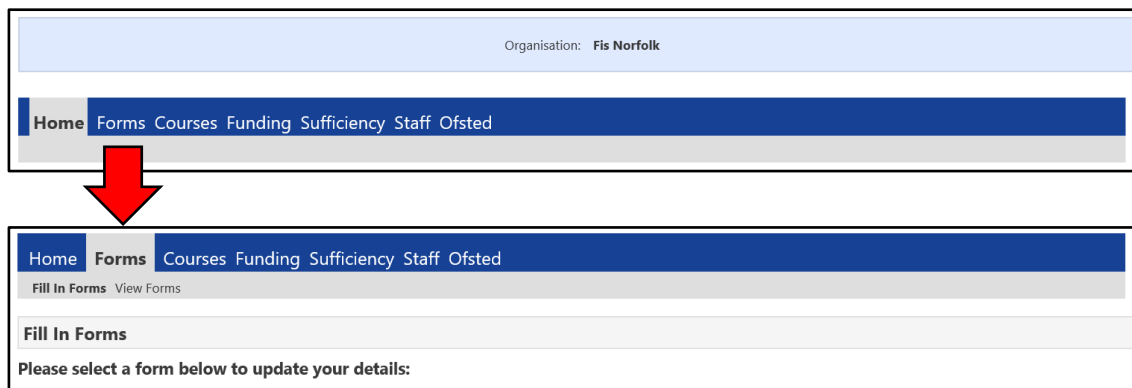 Organisation: Fis Norfolk
Home Forms Courses Funding Sufficiency Staff Ofsted
Home Forms Courses Funding Sufficiency Staff Ofsted
Fill In Forms View Forms
Fill In Forms
Please select a form below to update your details: